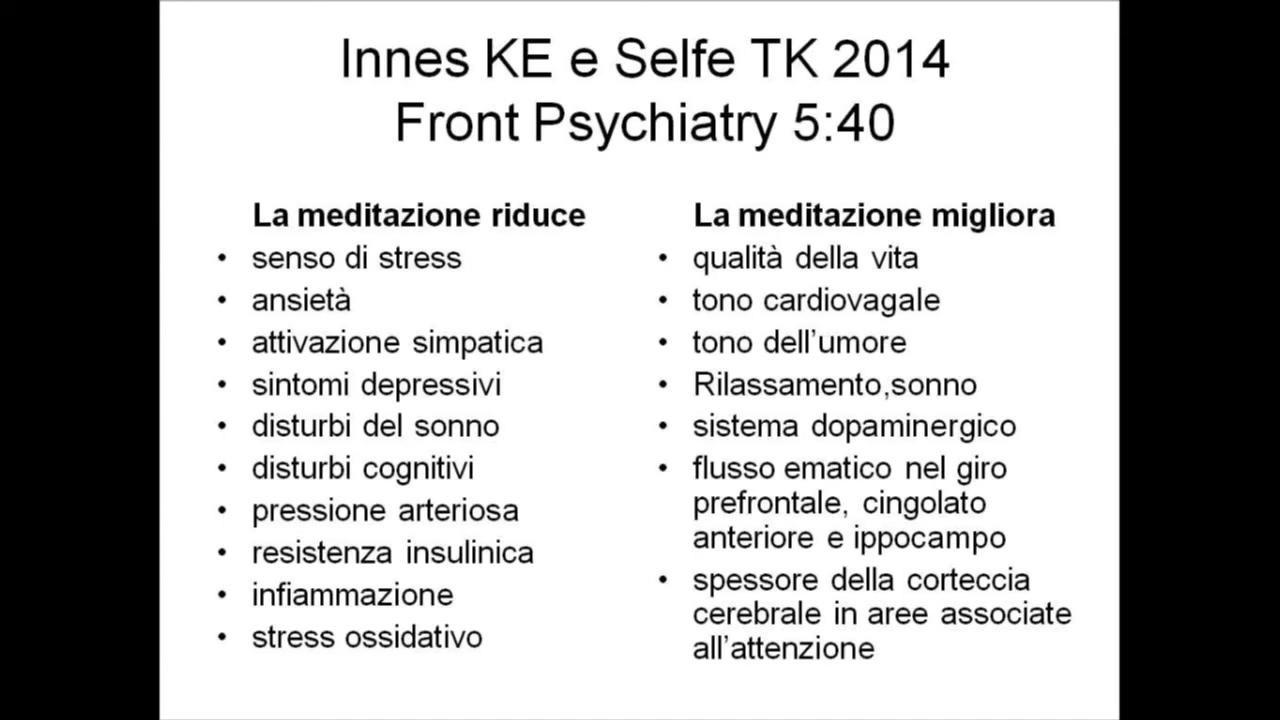 Innes KE e Selfe TK 2014
Front Psychiatry 5:40
La meditazione riduce
• senso di stress
• ansietà
• attivazione simpatica
• sintomi depressivi
• disturbi del sonno
• disturbi cognitivi
• pressione arteriosa
• resistenza insulinica
• infiammazione
• stress ossidativo
La meditazione migliora
• qualità della vita
• tono cardiovagale
• tono dell’umore
• Rilassamento,sonno
• sistema dopaminergico
• flusso ematico nel giro
prefrontale, cingolato
anteriore e ippocampo
• spessore della corteccia
cerebrale in aree associate
all’attenzione